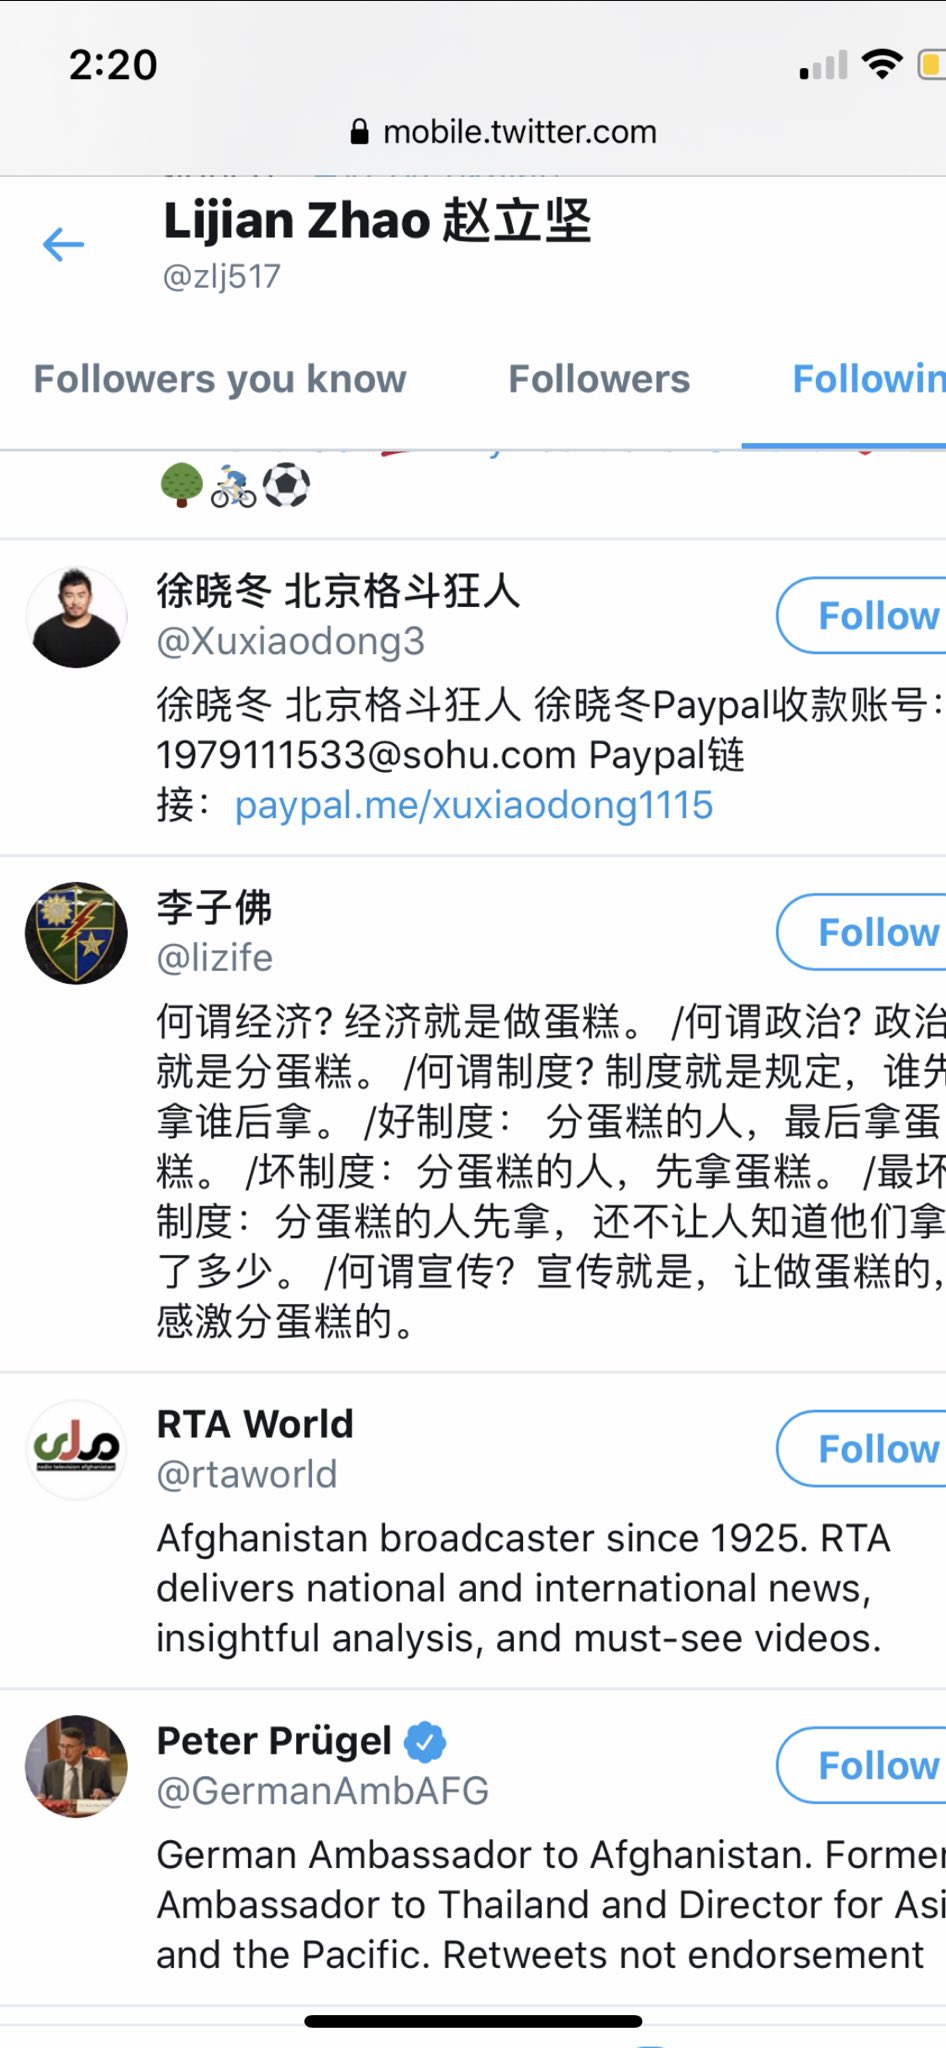 2:20
mobile.twitter.com
Lijian Zhao 赵立坚
@zlj517
Followers you know Followers Followin
徐晓冬 北京格斗狂人
@Xuxiaodong3
Follow
徐晓冬 北京格斗狂人 徐晓冬Paypal收款账号：
1979111533@sohu.com Paypal链
接： paypal.me/xuxiaodong1115
李子佛
@lizife
Follow
何谓经济？经济就是做蛋糕。 /何谓政治？政治
就是分蛋糕。 /何谓制度？制度就是规定，谁先
拿谁后拿。 /好制度： 分蛋糕的人，最后拿蛋
糕。 /坏制度：分蛋糕的人，先拿蛋糕。 /最坏
制度：分蛋糕的人先拿，还不让人知道他们拿
了多少。 /何谓宣传？宣传就是，让做蛋糕的，
感激分蛋糕的。
RTA World
@rtaworld
Follow
radio television afghanistan
Afghanistan broadcaster since 1925. RTA
delivers national and international news,
insightful analysis, and must-see videos.
Peter Prügel
@GermanAmbAFG
Follow
German Ambassador to Afghanistan. Former
Ambassador to Thailand and Director for Asi
and the Pacific. Retweets not endorsement